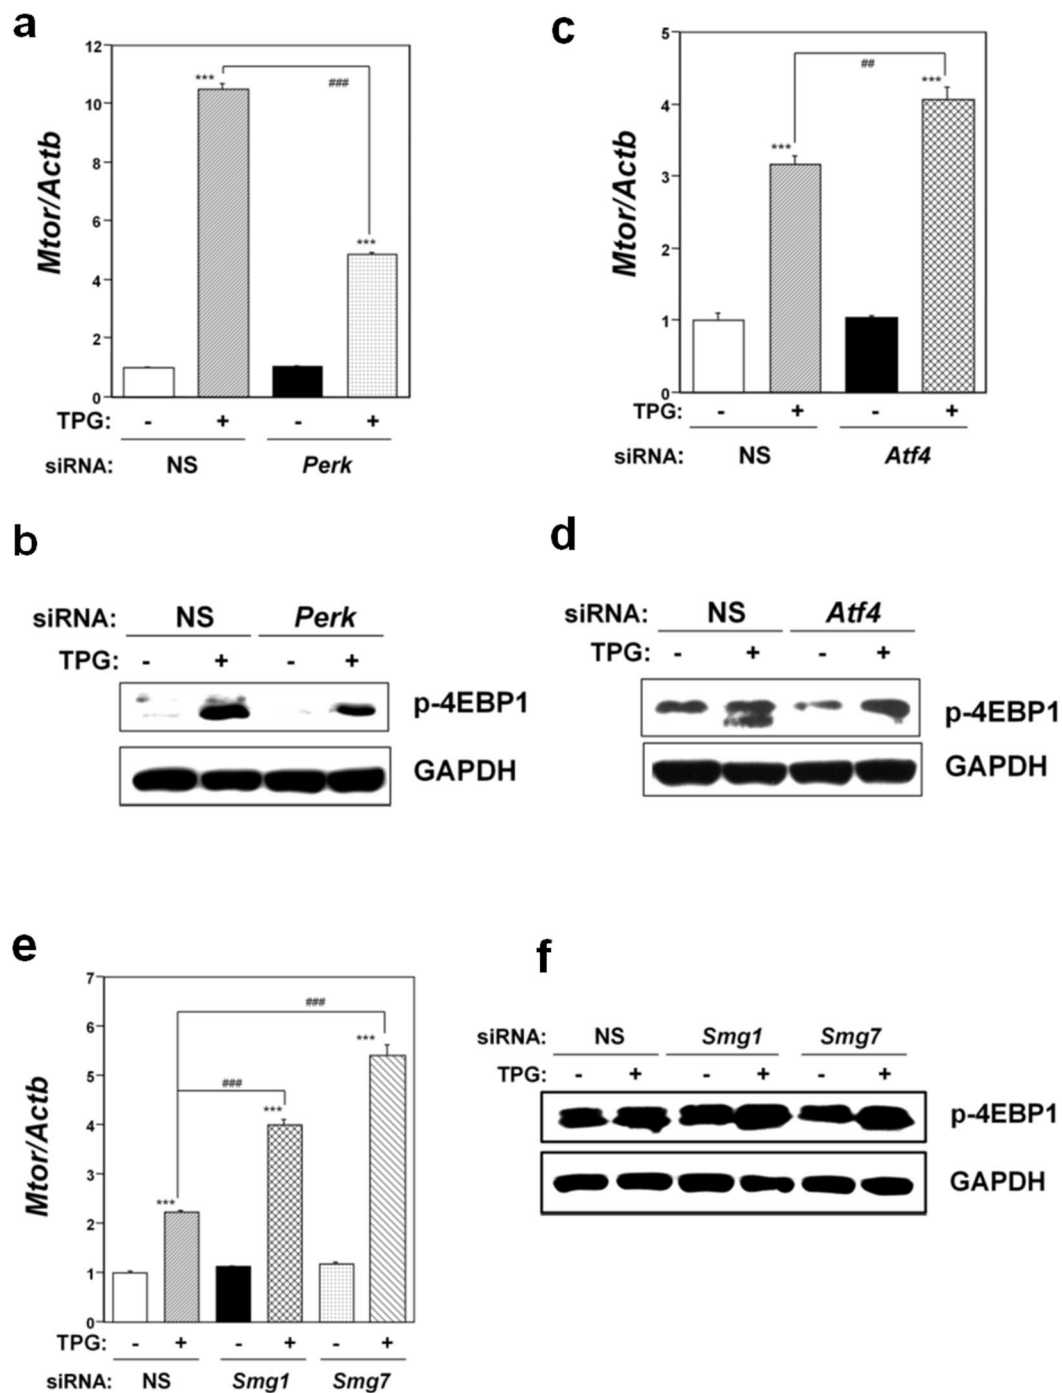 a
Mtor/Actb
12
10
8
6
4
2
0
***
###
***
TPG: - + - +
siRNA: NS Perk
c
Mtor/Actb
5
4
3
2
1
0
***
##
***
TPG: - + - +
siRNA: NS Atf4
b
siRNA: NS Perk
TPG: - + - +
p-4EBP1
GAPDH
d
siRNA: NS Atf4
TPG: - + - +
p-4EBP1
GAPDH
e
Mtor/Actb
7
6
5
4
3
2
1
0
###
***
###
***
***
TPG: - + - + - +
siRNA: NS Smg1 Smg7
f
siRNA: NS Smg1 Smg7
TPG: - + - + - +
p-4EBP1
GAPDH